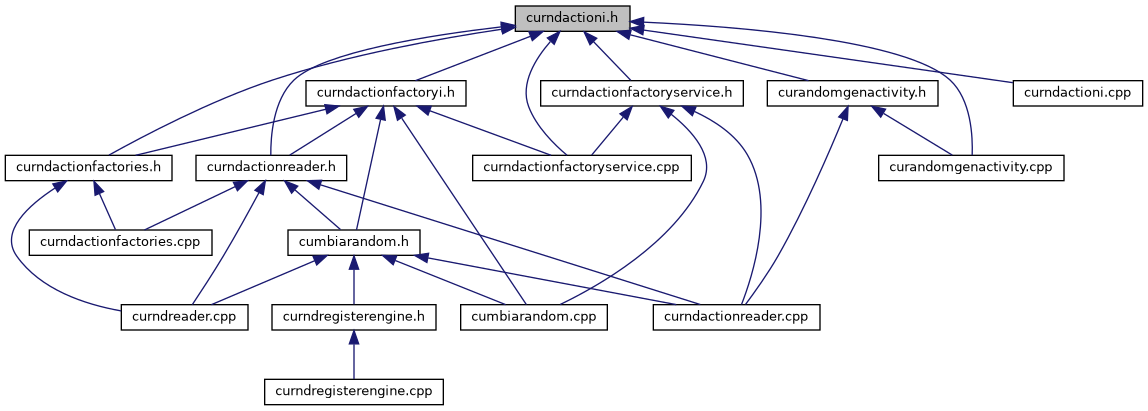 curndactioni.h
curndactionfactoryi.h
curndactionfactoryservice.h
curandomgenactivity.h
curndactioni.cpp
curndactionfactories.h
curndactionreader.h
curndactionfactoryservice.cpp
curandomgenactivity.cpp
curndactionfactories.cpp
cumbiarandom.h
curndreader.cpp
curndregisterengine.h
cumbiarandom.cpp
curndactionreader.cpp
curndregisterengine.cpp